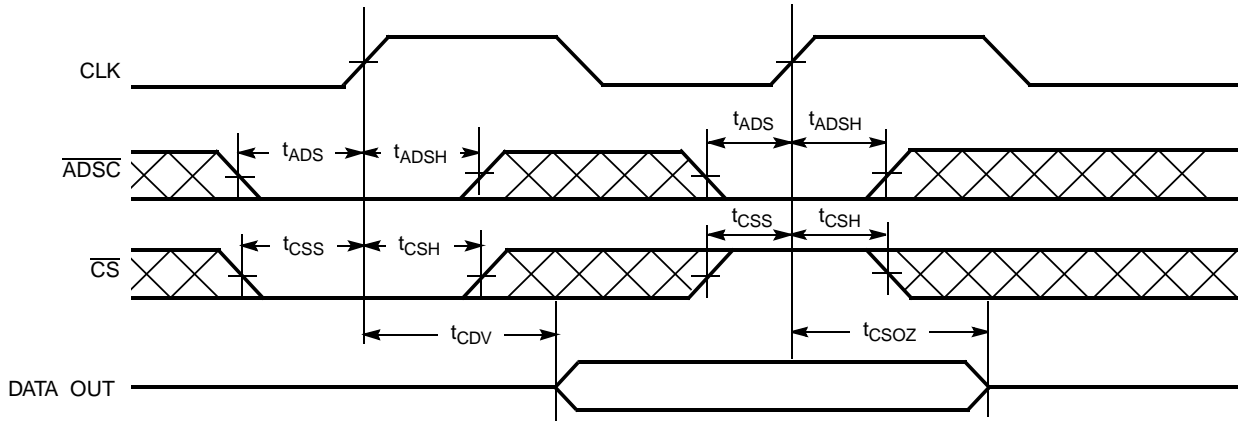 CLK
tADS tADSH tADS tADSH
ADSC
tCSS tCSH tCSS tCSH
CS
tCDV tCSOZ
DATA OUT